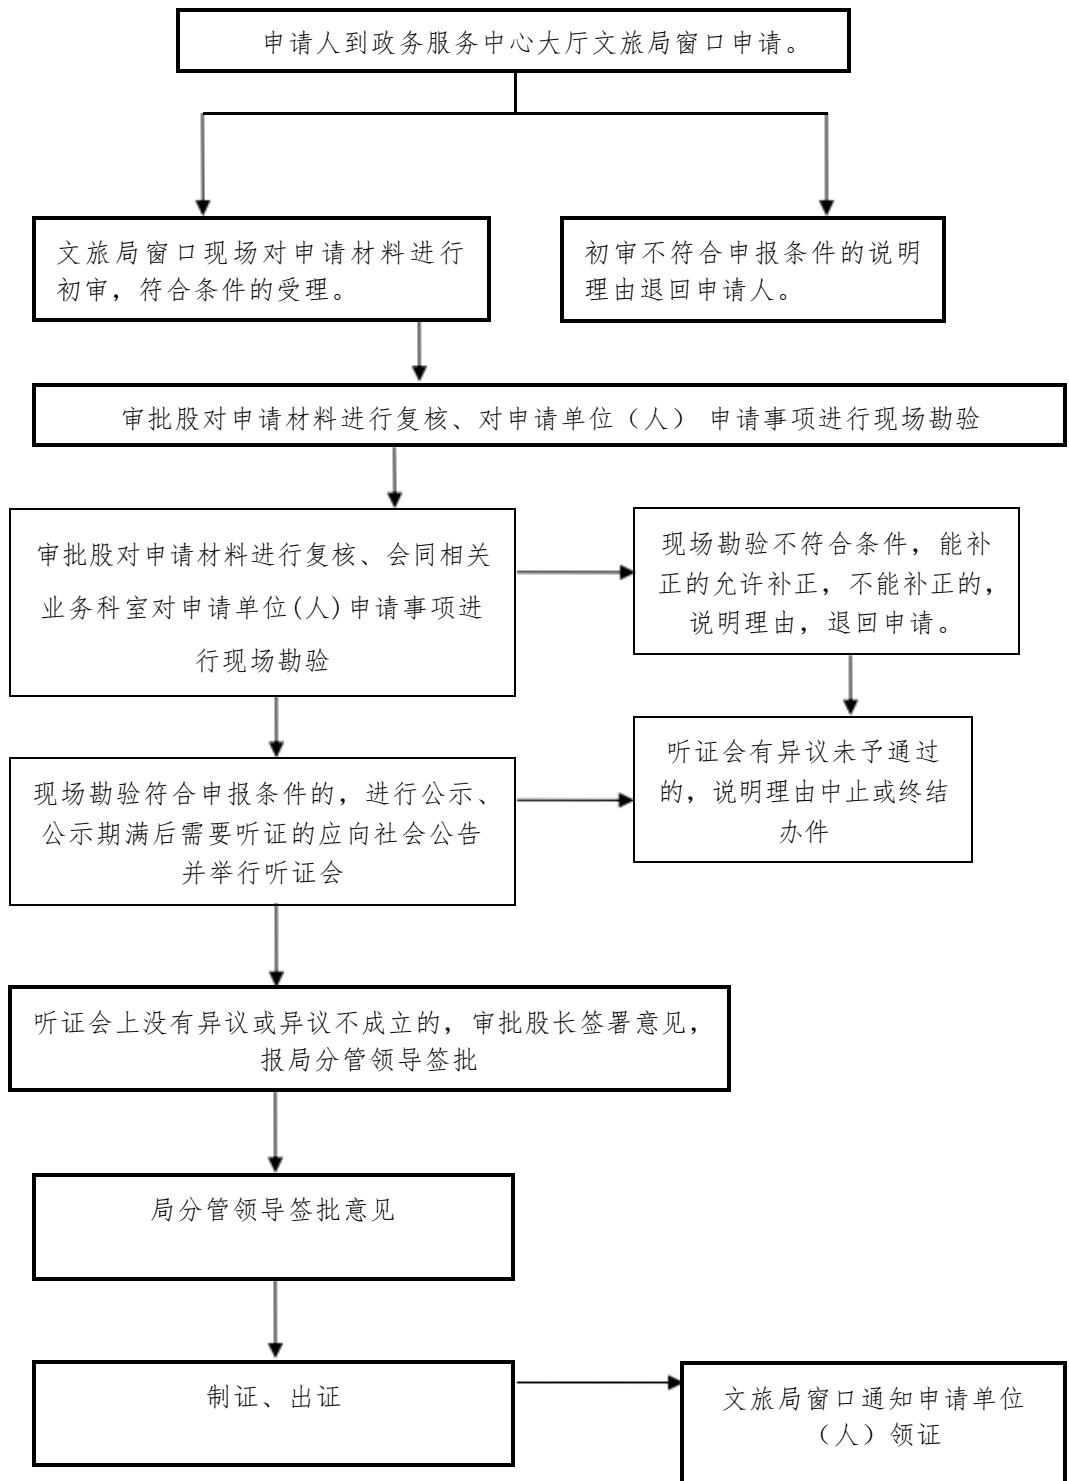 申请人到政务服务中心大厅文旅局窗口申请。
文旅局窗口现场对申请材料进行
初审，符合条件的受理。
初审不符合申报条件的说明
理由退回申请人。
审批股对申请材料进行复核、对申请单位（人） 申请事项进行现场勘验
审批股对申请材料进行复核、会同相关
业务科室对申请单位(人)申请事项进
行现场勘验
现场勘验不符合条件，能补
正的允许补正，不能补正的，
说明理由，退回申请。
现场勘验符合申报条件的，进行公示、
公示期满后需要听证的应向社会公告
并举行听证会
听证会有异议未予通过
的，说明理由中止或终结
办件
听证会上没有异议或异议不成立的，审批股长签署意见，
报局分管领导签批
局分管领导签批意见
制证、出证
文旅局窗口通知申请单位
（人）领证